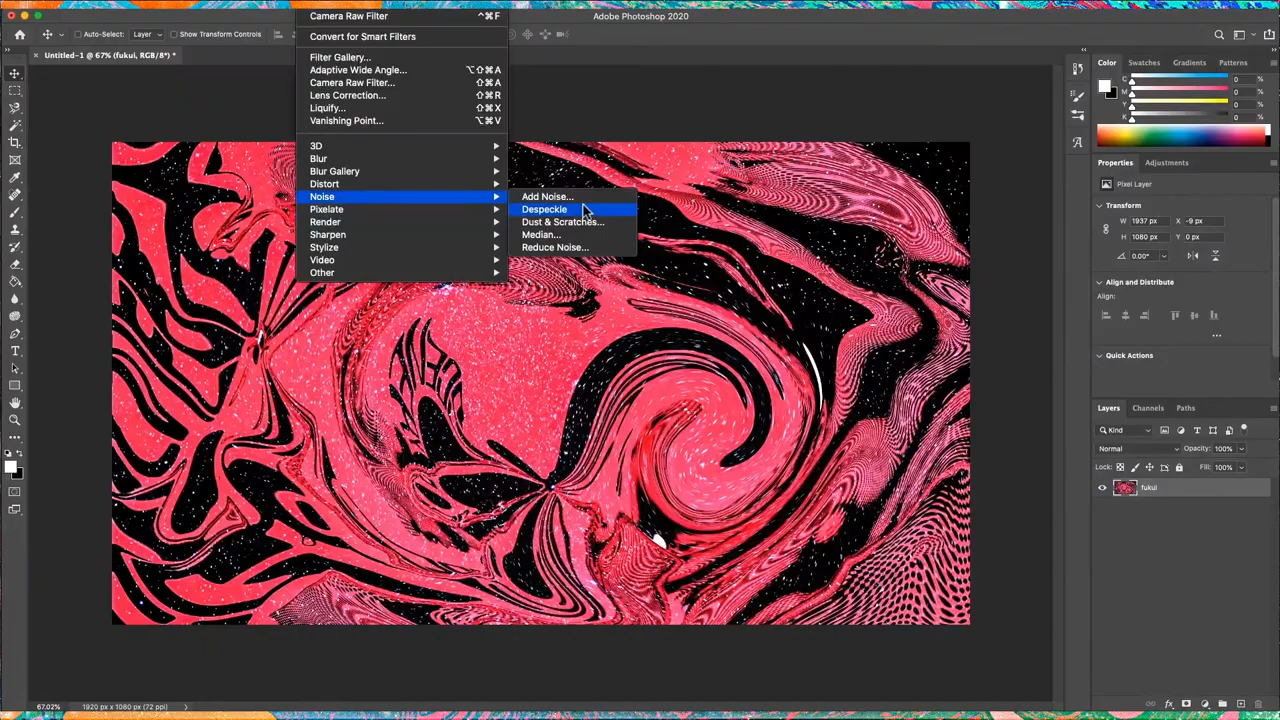 Camera Raw Filter ^⌘F
Adobe Photoshop 2020
Auto-Select: Layer Show Transform Controls
Convert for Smart Filters
Untitled-1 @ 67% (fukui, RGB/8*) *
Filter Gallery...
Adaptive Wide Angle... ⌥⇧⌘A
Camera Raw Filter... ⇧⌘A
Lens Correction... ⇧⌘R
Liquify... ⇧⌘X
Vanishing Point... ⌥⌘V
3D
Blur
Blur Gallery
Distort
Noise
Pixelate
Render
Sharpen
Stylize
Video
Other
Add Noise...
Despeckle
Dust & Scratches...
Median...
Reduce Noise...
Color Swatches Gradients Patterns
C 0 %
M 0 %
Y 0 %
K 0 %
Properties Adjustments
Pixel Layer
Transform
W 1937 px X -9 px
H 1080 px Y 0 px
0.00°
Align and Distribute
Align:
Quick Actions
Layers Channels Paths
Kind
Normal Opacity: 100%
Lock: Fill: 100%
fukui
67.02% 1920 px x 1080 px (72 ppi)